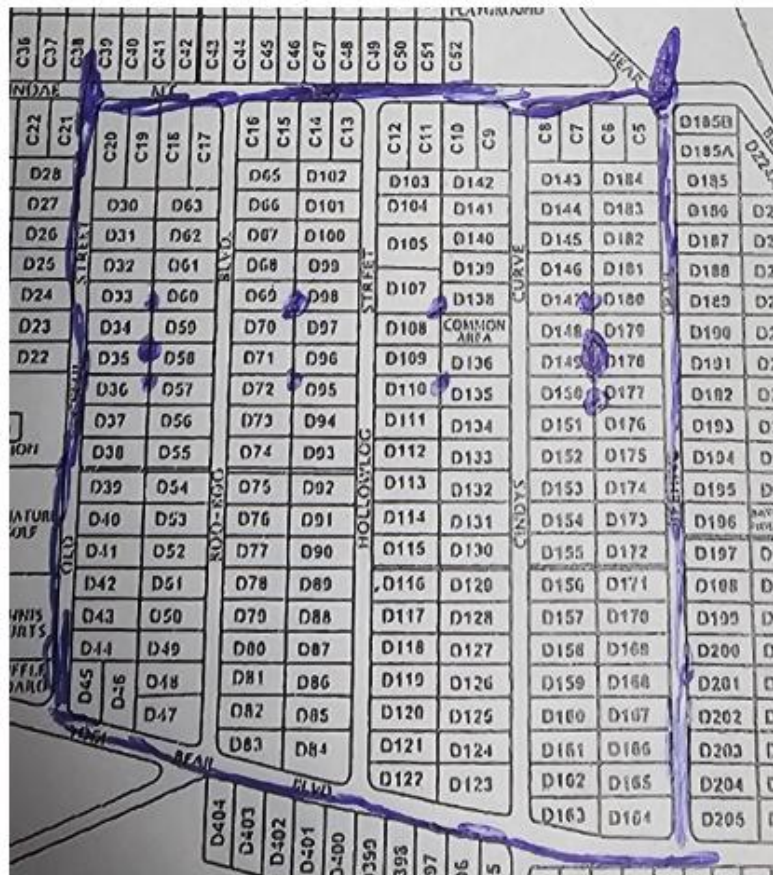 PLAYGROUND
C36 C37 C38 C39 C40 C41 C42 C43 C44 C45 C46 C47 C48 C49 C50 C51 C52
BEAR
C22 C21 C20 C19 C18 C17 C16 C15 C14 C13 C12 C11 C10 C9 C8 C7 C6 C5 D185B
D185A
D28 D65 D102 D103 D142 D143 D184 D185
D27 D30 D63 D66 D101 D104 D141 D144 D183 D186
D26 D31 D62 D67 D100 D105 D140 D145 D182 D187
D25 D32 D61 D68 D99 D139 D146 D181 D188
D24 D33 D60 D69 D98 D107 D138 D147 D180 D189
D23 D34 D59 D70 D97 D108 COMMON AREA D148 D179 D190
D22 D35 D58 D71 D96 D109 D136 D149 D178 D191
D36 D57 D72 D95 D110 D135 D150 D177 D192
D37 D56 D73 D94 D111 D134 D151 D176 D193
D38 D55 D74 D93 D112 D133 D152 D175 D194
D39 D54 D75 D92 D113 D132 D153 D174 D195
D40 D53 D76 D91 D114 D131 D154 D173 D196
D41 D52 D77 D90 D115 D130 D155 D172 D197
D42 D51 D78 D89 D116 D129 D156 D171 D198
D43 D50 D79 D88 D117 D128 D157 D170 D199
D44 D49 D80 D87 D118 D127 D158 D169 D200
D45 D46 D48 D81 D86 D119 D126 D159 D168 D201
D47 D82 D85 D120 D125 D160 D167 D202
D83 D84 D121 D124 D161 D166 D203
D122 D123 D162 D165 D204
D163 D164 D205
OLD STREET
BOO-BOO BLVD.
HOLLOWLOG STREET
CINDYS CURVE
YOGI BEAR BLVD
D404 D403 D402 D401 D400